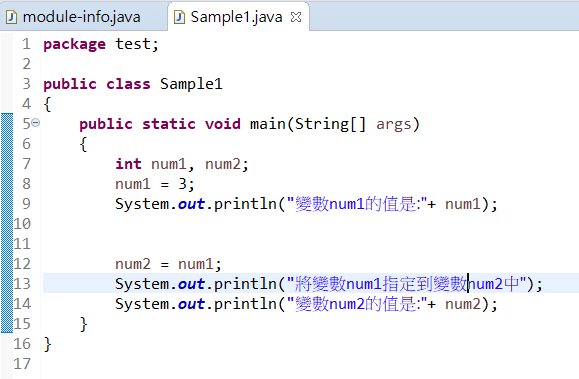 module-info.java Sample1.java
1 package test;
2
3 public class Sample1
4 {
5 public static void main(String[] args)
6 {
7 int num1, num2;
8 num1 = 3;
9 System.out.println("變數num1的值是:"+ num1);
10
11
12 num2 = num1;
13 System.out.println("將變數num1指定到變數num2中");
14 System.out.println("變數num2的值是:"+ num2);
15 }
16 }
17